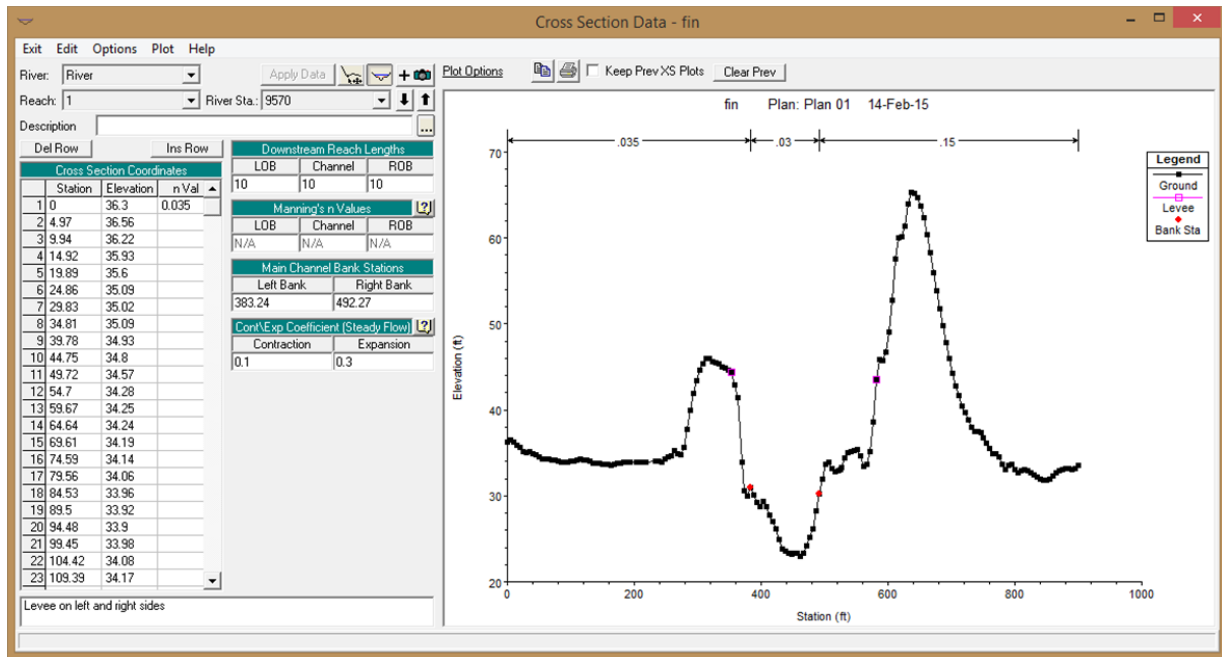 Cross Section Data - fin
Exit Edit Options Plot Help
River: River Apply Data Plot Options Keep Prev XS Plots Clear Prev
Reach: 1 River Sta.: 9570
Description ...
Del Row Ins Row
Cross Section Coordinates
Station Elevation n Val
1 0 36.3 0.035
2 4.97 36.56
3 9.94 36.22
4 14.92 35.93
5 19.89 35.6
6 24.86 35.09
7 29.83 35.02
8 34.81 35.09
9 39.78 34.93
10 44.75 34.8
11 49.72 34.57
12 54.7 34.28
13 59.67 34.25
14 64.64 34.24
15 69.61 34.19
16 74.59 34.14
17 79.56 34.06
18 84.53 33.96
19 89.5 33.92
20 94.48 33.9
21 99.45 33.98
22 104.42 34.08
23 109.39 34.17
Downstream Reach Lengths
LOB Channel ROB
10 10 10
Manning's n Values
LOB Channel ROB
N/A N/A N/A
Main Channel Bank Stations
Left Bank Right Bank
383.24 492.27
Cont\Exp Coefficient (Steady Flow)
Contraction Expansion
0.1 0.3
Levee on left and right sides
fin Plan: Plan 01 14-Feb-15
.035 .03 .15
70
60
50
40
30
20
Elevation (ft)
0 200 400 600 800 1000
Station (ft)
Legend
Ground
Levee
Bank Sta